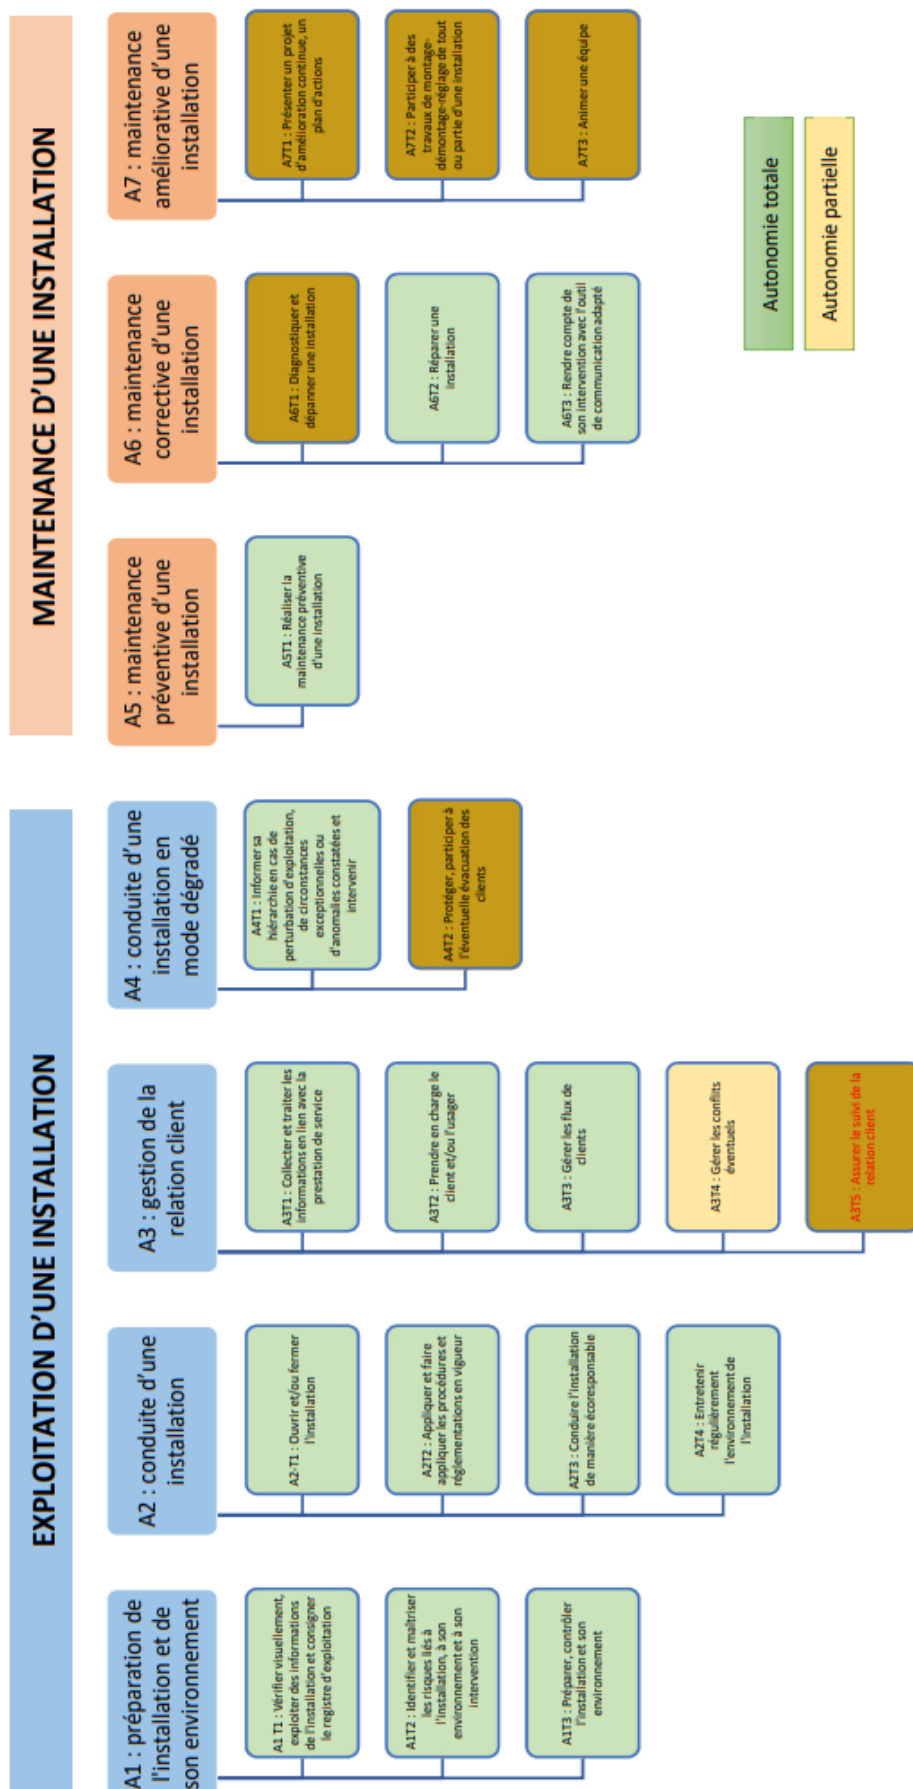 EXPLOITATION D’UNE INSTALLATION
A1 : préparation de
l’installation et de
son environnement
A1 T1 : Vérifier visuellement,
exploiter des informations
de l’installation et consigner
le registre d’exploitation
A1T2 : Identifier et maîtriser
les risques liés à
l’installation, à son
environnement et à son
intervention
A1T3 : Préparer, contrôler
l’installation et son
environnement
A2 : conduite d’une
installation
A2-T1 : Ouvrir et/ou fermer
l’installation
A2T2 : Appliquer et faire
appliquer les procédures et
réglementations en vigueur
A2T3 : Conduire l’installation
de manière écoresponsable
A2T4 : Entretenir
régulièrement
l’environnement de
l’installation
A3 : gestion de la
relation client
A3T1 : Collecter et traiter les
informations en lien avec la
prestation de service
A3T2 : Prendre en charge le
client et/ou l’usager
A3T3 : Gérer les flux de
clients
A3T4 : Gérer les conflits
éventuels
A3T5 : Assurer le suivi de la
relation client
A4 : conduite d’une
installation en
mode dégradé
A4T1 : Informer sa
hiérarchie en cas de
perturbation d’exploitation,
de circonstances
exceptionnelles ou
d’anomalies constatées et
intervenir
A4T2 : Protéger, participer à
l’éventuelle évacuation des
clients
MAINTENANCE D’UNE INSTALLATION
A5 : maintenance
préventive d’une
installation
A5T1 : Réaliser la
maintenance préventive
d’une installation
A6 : maintenance
corrective d’une
installation
A6T1 : Diagnostiquer et
dépanner une installation
A6T2 : Réparer une
installation
A6T3 : Rendre compte de
son intervention avec l’outil
de communication adapté
A7 : maintenance
améliorative d’une
installation
A7T1 : Présenter un projet
d’amélioration continue, un
plan d’actions
A7T2 : Participer à des
travaux de montage-
démontage-réglage de tout
ou partie d’une installation
A7T3 : Animer une équipe
Autonomie totale
Autonomie partielle